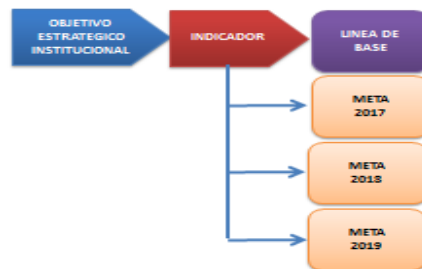 OBJETIVO
ESTRATEGICO
INSTITUCIONAL
INDICADOR
LINEA DE
BASE
META
2017
META
2018
META
2019